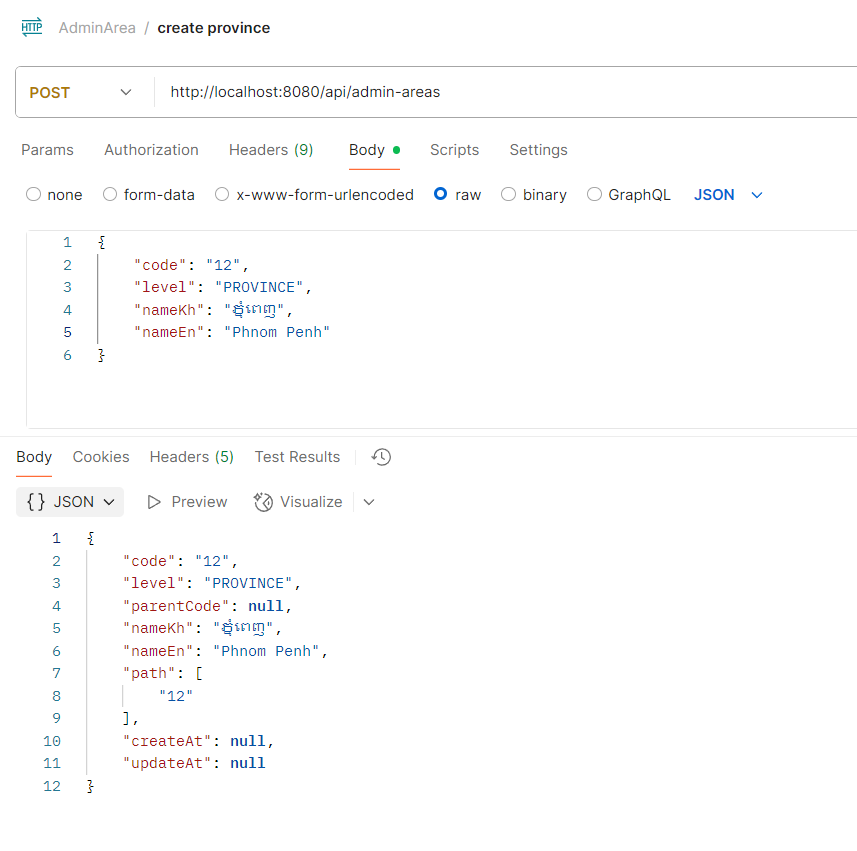 HTTP AdminArea / create province
POST http://localhost:8080/api/admin-areas
Params Authorization Headers (9) Body Scripts Settings
none form-data x-www-form-urlencoded raw binary GraphQL JSON
1 {
2 "code": "12",
3 "level": "PROVINCE",
4 "nameKh": "ភ្នំពេញ",
5 "nameEn": "Phnom Penh"
6 }
Body Cookies Headers (5) Test Results
{} JSON Preview Visualize
1 {
2 "code": "12",
3 "level": "PROVINCE",
4 "parentCode": null,
5 "nameKh": "ភ្នំពេញ",
6 "nameEn": "Phnom Penh",
7 "path": [
8 "12"
9 ],
10 "createAt": null,
11 "updateAt": null
12 }